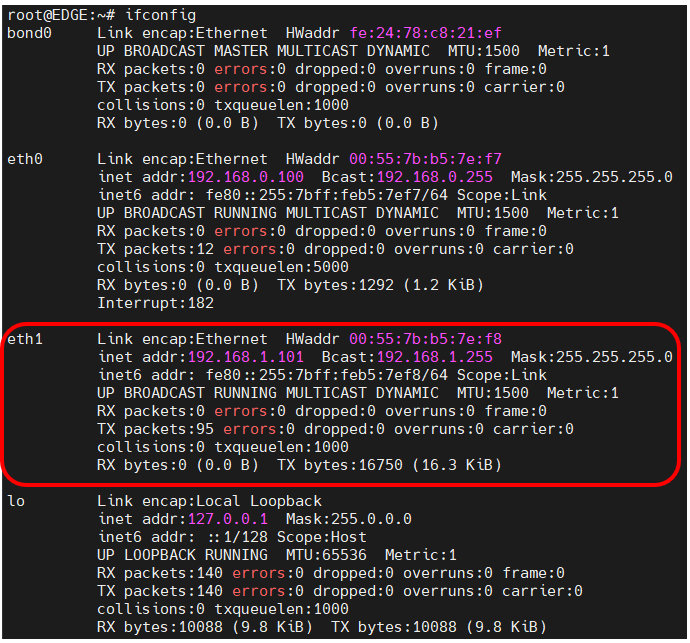 root@EDGE:~# ifconfig
bond0 Link encap:Ethernet HWaddr fe:24:78:c8:21:ef
UP BROADCAST MASTER MULTICAST DYNAMIC MTU:1500 Metric:1
RX packets:0 errors:0 dropped:0 overruns:0 frame:0
TX packets:0 errors:0 dropped:0 overruns:0 carrier:0
collisions:0 txqueuelen:1000
RX bytes:0 (0.0 B) TX bytes:0 (0.0 B)
eth0 Link encap:Ethernet HWaddr 00:55:7b:b5:7e:f7
inet addr:192.168.0.100 Bcast:192.168.0.255 Mask:255.255.255.0
inet6 addr: fe80::255:7bff:feb5:7ef7/64 Scope:Link
UP BROADCAST RUNNING MULTICAST DYNAMIC MTU:1500 Metric:1
RX packets:0 errors:0 dropped:0 overruns:0 frame:0
TX packets:12 errors:0 dropped:0 overruns:0 carrier:0
collisions:0 txqueuelen:5000
RX bytes:0 (0.0 B) TX bytes:1292 (1.2 KiB)
Interrupt:182
eth1 Link encap:Ethernet HWaddr 00:55:7b:b5:7e:f8
inet addr:192.168.1.101 Bcast:192.168.1.255 Mask:255.255.255.0
inet6 addr: fe80::255:7bff:feb5:7ef8/64 Scope:Link
UP BROADCAST RUNNING MULTICAST DYNAMIC MTU:1500 Metric:1
RX packets:0 errors:0 dropped:0 overruns:0 frame:0
TX packets:95 errors:0 dropped:0 overruns:0 carrier:0
collisions:0 txqueuelen:1000
RX bytes:0 (0.0 B) TX bytes:16750 (16.3 KiB)
lo Link encap:Local Loopback
inet addr:127.0.0.1 Mask:255.0.0.0
inet6 addr: ::1/128 Scope:Host
UP LOOPBACK RUNNING MTU:65536 Metric:1
RX packets:140 errors:0 dropped:0 overruns:0 frame:0
TX packets:140 errors:0 dropped:0 overruns:0 carrier:0
collisions:0 txqueuelen:1000
RX bytes:10088 (9.8 KiB) TX bytes:10088 (9.8 KiB)